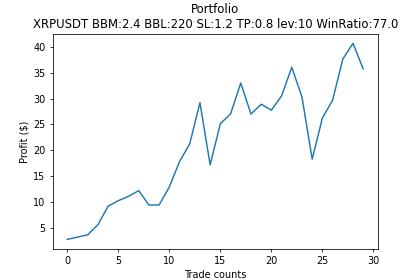 Portfolio
XRPUSDT BBM:2.4 BBL:220 SL:1.2 TP:0.8 lev:10 WinRatio:77.0
40
35
30
25
20
15
10
5
Profit ($)
0 5 10 15 20 25 30
Trade counts